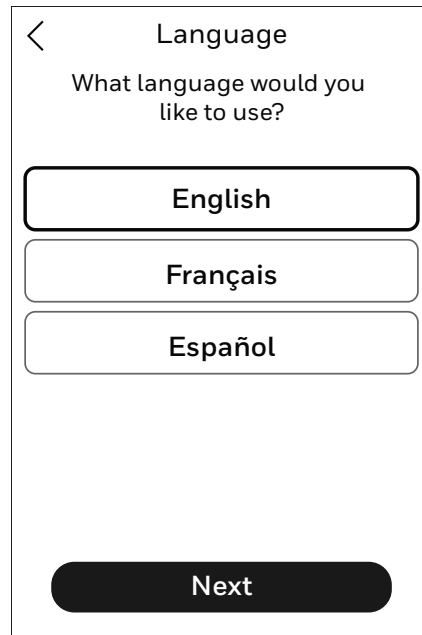 Language
What language would you
like to use?
English
Français
Español
Next